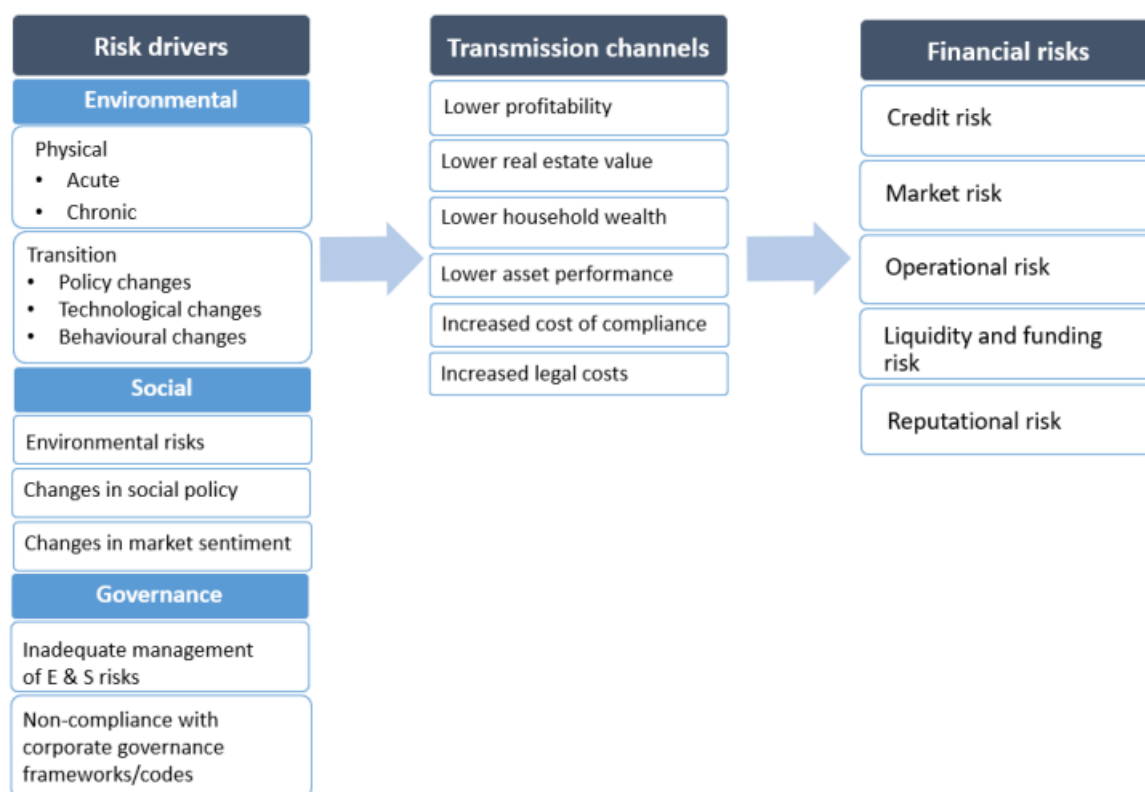 Risk drivers
Environmental
Physical
• Acute
• Chronic
Transition
• Policy changes
• Technological changes
• Behavioural changes
Social
Environmental risks
Changes in social policy
Changes in market sentiment
Governance
Inadequate management
of E & S risks
Non-compliance with
corporate governance
frameworks/codes
Transmission channels
Lower profitability
Lower real estate value
Lower household wealth
Lower asset performance
Increased cost of compliance
Increased legal costs
Financial risks
Credit risk
Market risk
Operational risk
Liquidity and funding
risk
Reputational risk